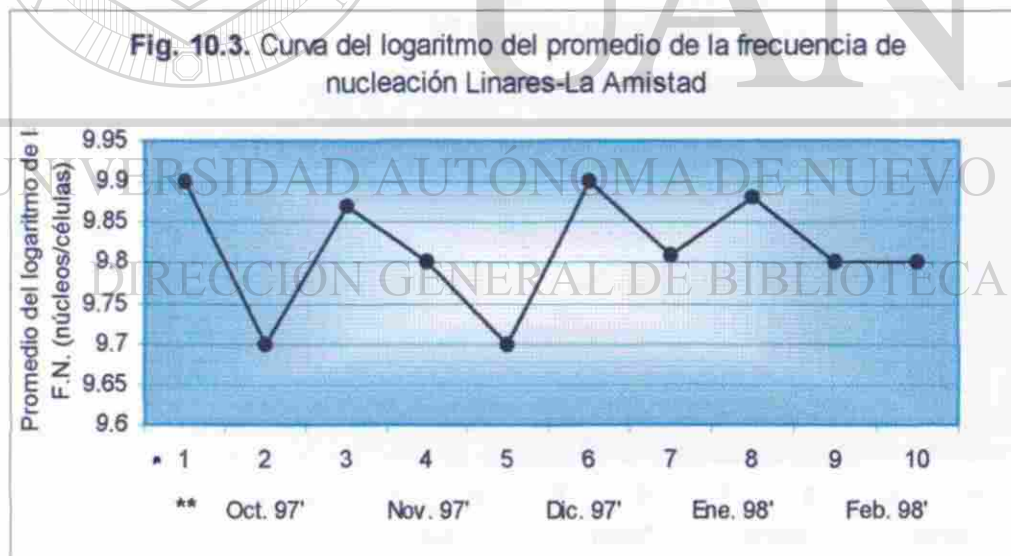 UANL
Fig. 10.3. Curva del logaritmo del promedio de la frecuencia de
nucleación Linares-La Amistad
UNIVERSIDAD AUTÓNOMA DE NUEVO
DIRECCIÓN GENERAL DE BIBLIOTECA
Promedio del logaritmo de l
F.N. (núcleos/células)
9.95
9.9
9.85
9.8
9.75
9.7
9.65
9.6
* 1 2 3 4 5 6 7 8 9 10
** Oct. 97' Nov. 97' Dic. 97' Ene. 98' Feb. 98'